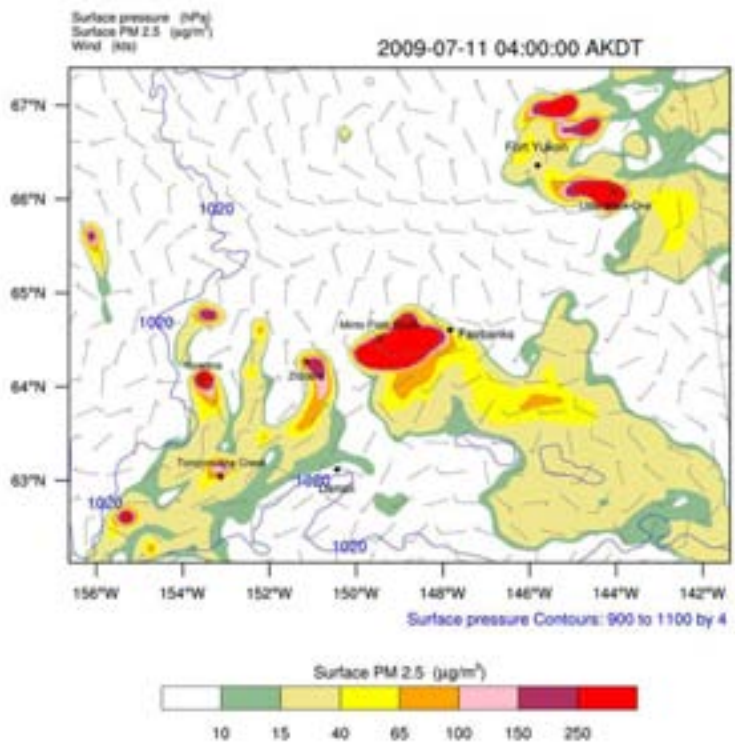 Surface pressure (hPa)
Surface PM 2.5 (µg/m³)
Wind (kts)
2009-07-11 04:00:00 AKDT
67°N
Fort Yukon
66°N
1020
65°N
1020
Fairbanks
64°N
63°N
1020
Denali
1020
1020
156°W 154°W 152°W 150°W 148°W 146°W 144°W 142°W
Surface pressure Contours: 900 to 1100 by 4
Surface PM 2.5 (µg/m³)
10 15 40 65 100 150 250